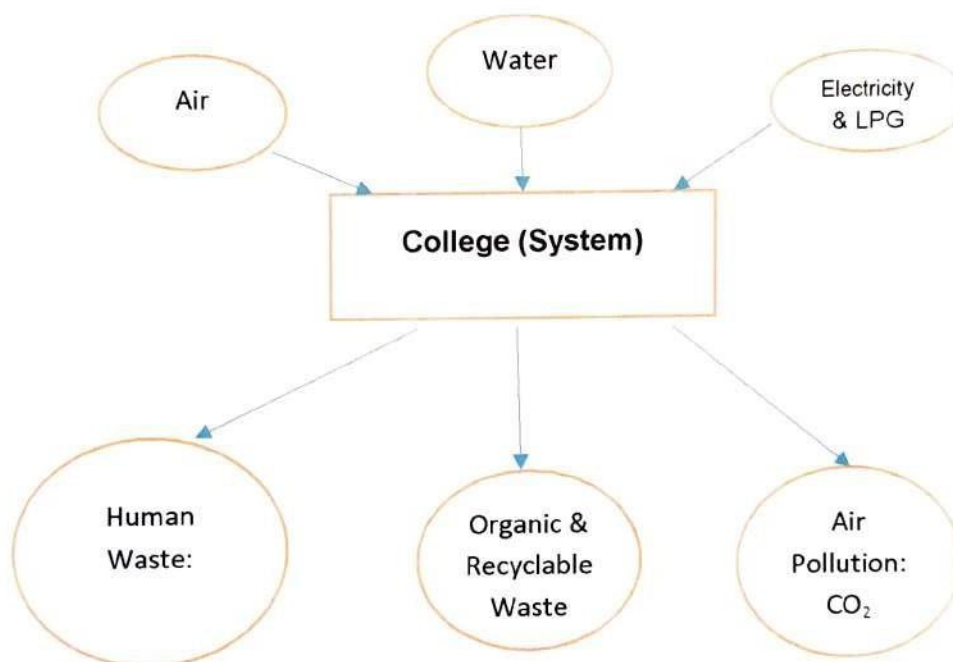 Air
Water
Electricity
& LPG
College (System)
Human
Waste:
Organic &
Recyclable
Waste
Air
Pollution:
CO₂